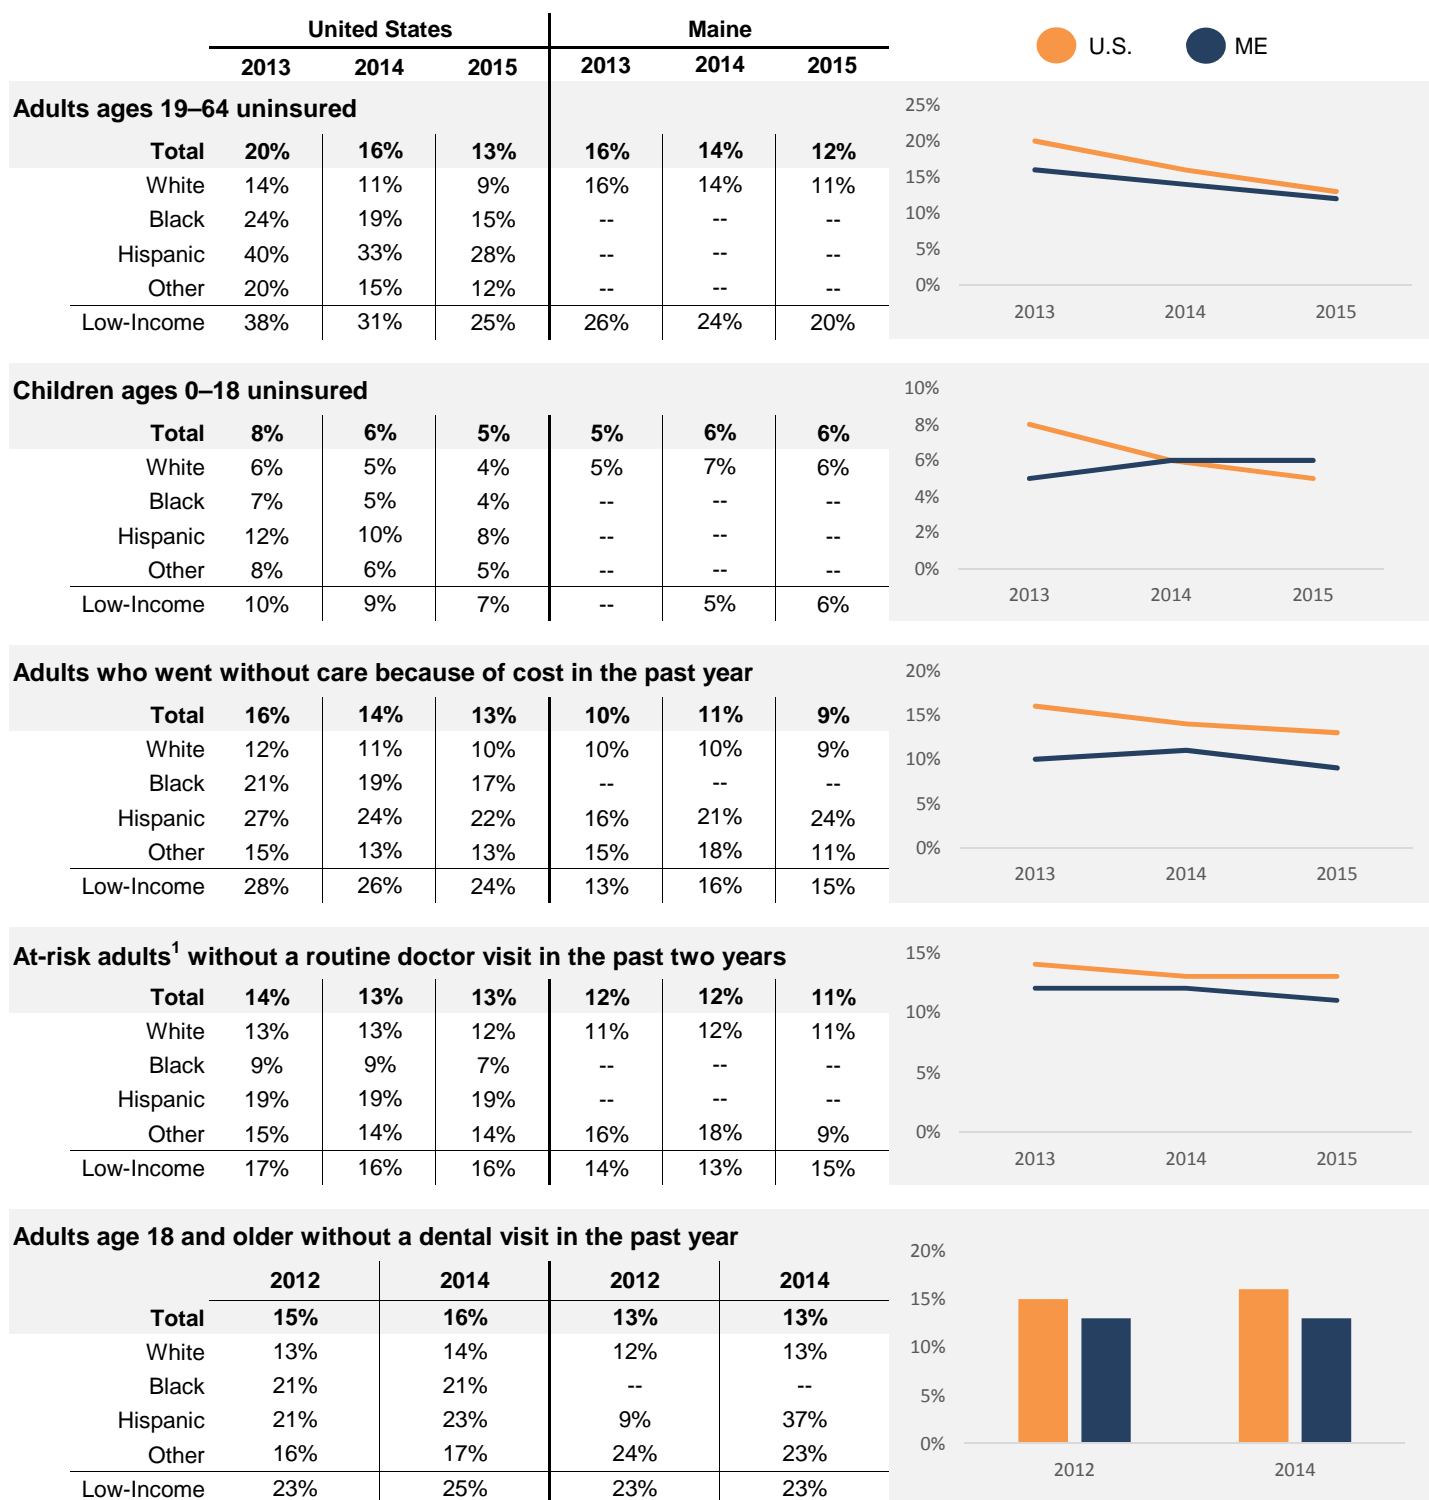 United States Maine
2013 2014 2015 2013 2014 2015
U.S. ME
Adults ages 19–64 uninsured
Total 20% 16% 13% 16% 14% 12%
White 14% 11% 9% 16% 14% 11%
Black 24% 19% 15% -- -- --
Hispanic 40% 33% 28% -- -- --
Other 20% 15% 12% -- -- --
Low-Income 38% 31% 25% 26% 24% 20%
25%
20%
15%
10%
5%
0%
2013 2014 2015
Children ages 0–18 uninsured
Total 8% 6% 5% 5% 6% 6%
White 6% 5% 4% 5% 7% 6%
Black 7% 5% 4% -- -- --
Hispanic 12% 10% 8% -- -- --
Other 8% 6% 5% -- -- --
Low-Income 10% 9% 7% -- 5% 6%
10%
8%
6%
4%
2%
0%
2013 2014 2015
Adults who went without care because of cost in the past year
Total 16% 14% 13% 10% 11% 9%
White 12% 11% 10% 10% 10% 9%
Black 21% 19% 17% -- -- --
Hispanic 27% 24% 22% 16% 21% 24%
Other 15% 13% 13% 15% 18% 11%
Low-Income 28% 26% 24% 13% 16% 15%
20%
15%
10%
5%
0%
2013 2014 2015
At-risk adults¹ without a routine doctor visit in the past two years
Total 14% 13% 13% 12% 12% 11%
White 13% 13% 12% 11% 12% 11%
Black 9% 9% 7% -- -- --
Hispanic 19% 19% 19% -- -- --
Other 15% 14% 14% 16% 18% 9%
Low-Income 17% 16% 16% 14% 13% 15%
15%
10%
5%
0%
2013 2014 2015
Adults age 18 and older without a dental visit in the past year
2012 2014 2012 2014
Total 15% 16% 13% 13%
White 13% 14% 12% 13%
Black 21% 21% -- --
Hispanic 21% 23% 9% 37%
Other 16% 17% 24% 23%
Low-Income 23% 25% 23% 23%
20%
15%
10%
5%
0%
2012 2014